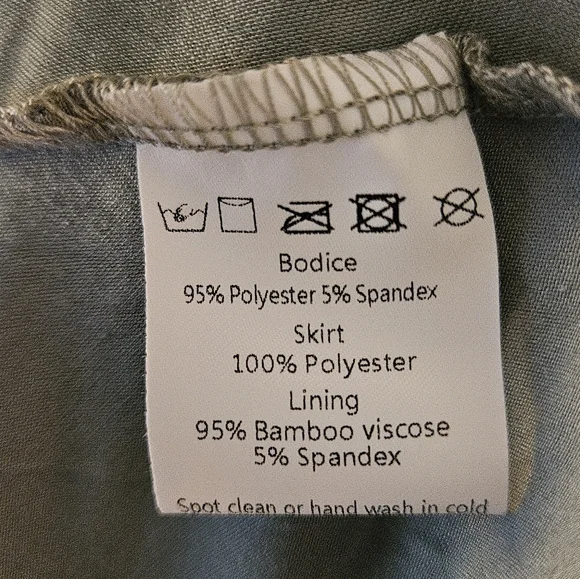 Bodice
95% Polyester 5% Spandex
Skirt
100% Polyester
Lining
95% Bamboo viscose
5% Spandex
Spot clean or hand wash in cold